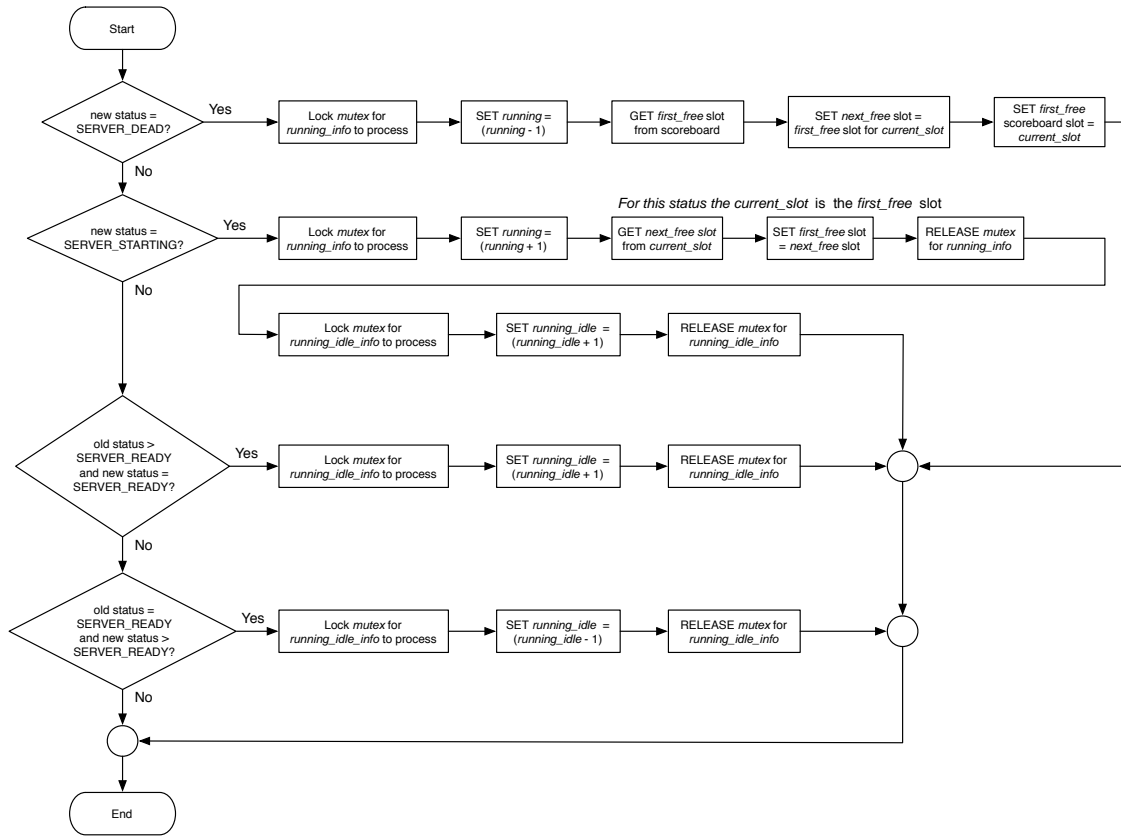 Start
new status =
SERVER_DEAD?
Yes
Lock mutex for
running_info to process
SET running =
(running - 1)
GET first_free slot
from scoreboard
SET next_free slot =
first_free slot for current_slot
SET first_free
scoreboard slot =
current_slot
No
For this status the current_slot is the first_free slot
new status =
SERVER_STARTING?
Yes
Lock mutex for
running_info to process
SET running =
(running + 1)
GET next_free slot
from current_slot
SET first_free slot
= next_free slot
RELEASE mutex
for running_info
No
Lock mutex for
running_idle_info to process
SET running_idle =
(running_idle + 1)
RELEASE mutex for
running_idle_info
old status >
SERVER_READY
and new status =
SERVER_READY?
Yes
Lock mutex for
running_idle_info to process
SET running_idle =
(running_idle + 1)
RELEASE mutex for
running_idle_info
No
old status =
SERVER_READY
and new status >
SERVER_READY?
Yes
Lock mutex for
running_idle_info to process
SET running_idle =
(running_idle - 1)
RELEASE mutex for
running_idle_info
No
End